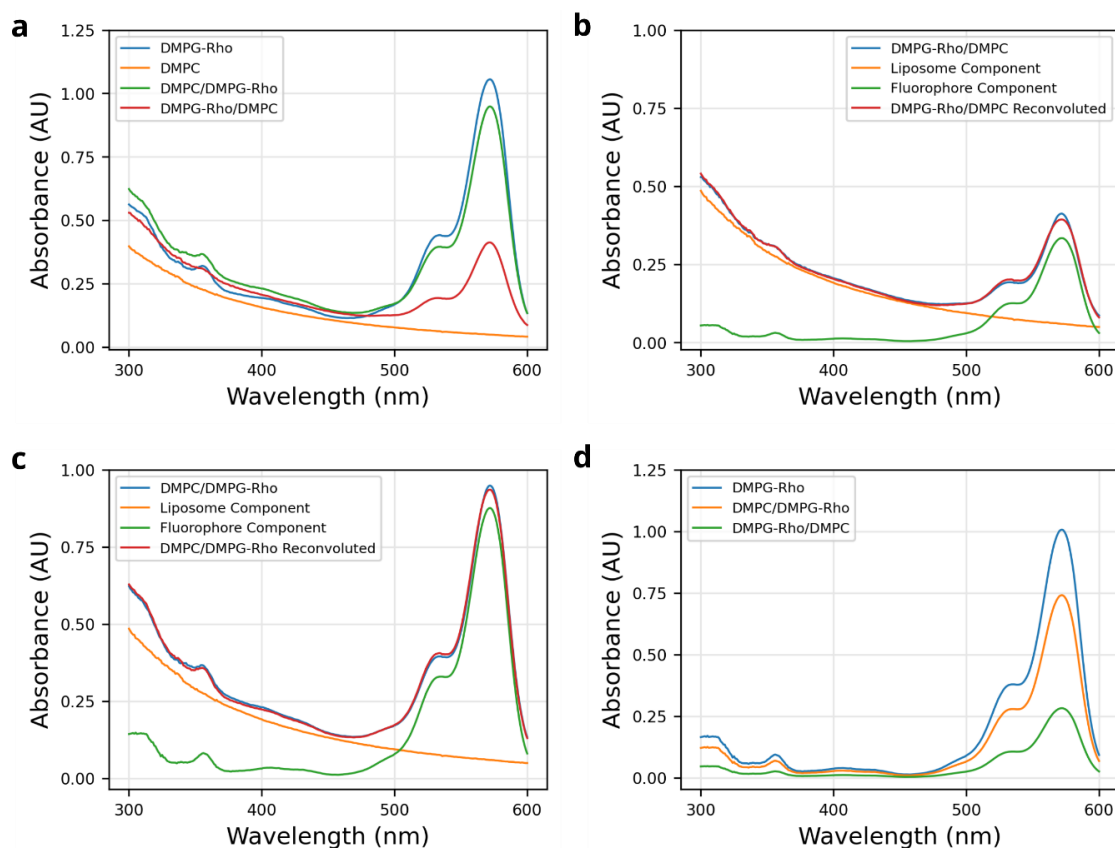 a
1.25
1.00
0.75
0.50
0.25
0.00
Absorbance (AU)
DMPG-Rho
DMPC
DMPC/DMPG-Rho
DMPG-Rho/DMPC
300
400
500
600
Wavelength (nm)
b
1.00
0.75
0.50
0.25
0.00
Absorbance (AU)
DMPG-Rho/DMPC
Liposome Component
Fluorophore Component
DMPG-Rho/DMPC Reconvoluted
300
400
500
600
Wavelength (nm)
c
1.00
0.75
0.50
0.25
0.00
Absorbance (AU)
DMPC/DMPG-Rho
Liposome Component
Fluorophore Component
DMPC/DMPG-Rho Reconvoluted
300
400
500
600
Wavelength (nm)
d
1.25
1.00
0.75
0.50
0.25
0.00
Absorbance (AU)
DMPG-Rho
DMPC/DMPG-Rho
DMPG-Rho/DMPC
300
400
500
600
Wavelength (nm)